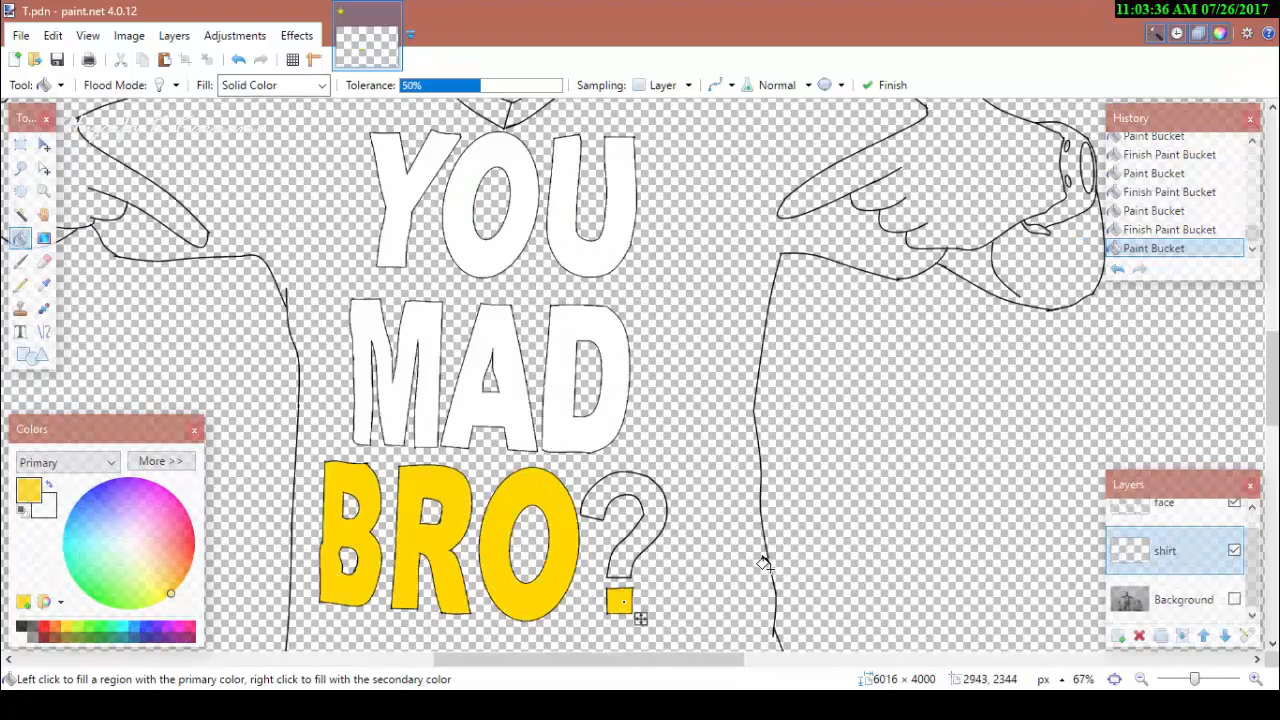 11:03:36 AM 07/26/2017
T.pdn - paint.net 4.0.12
File Edit View Image Layers Adjustments Effects
Tool: Flood Mode: Fill: Solid Color Tolerance: 50% Sampling: Layer Normal Finish
To... x
History x
Paint Bucket
Finish Paint Bucket
Paint Bucket
Finish Paint Bucket
Paint Bucket
Finish Paint Bucket
Paint Bucket
YOU
MAD
BRO?
Colors x
Primary More >>
Layers x
face
shirt
Background
Left click to fill a region with the primary color, right click to fill with the secondary color 6016 × 4000 2943, 2344 px 67%